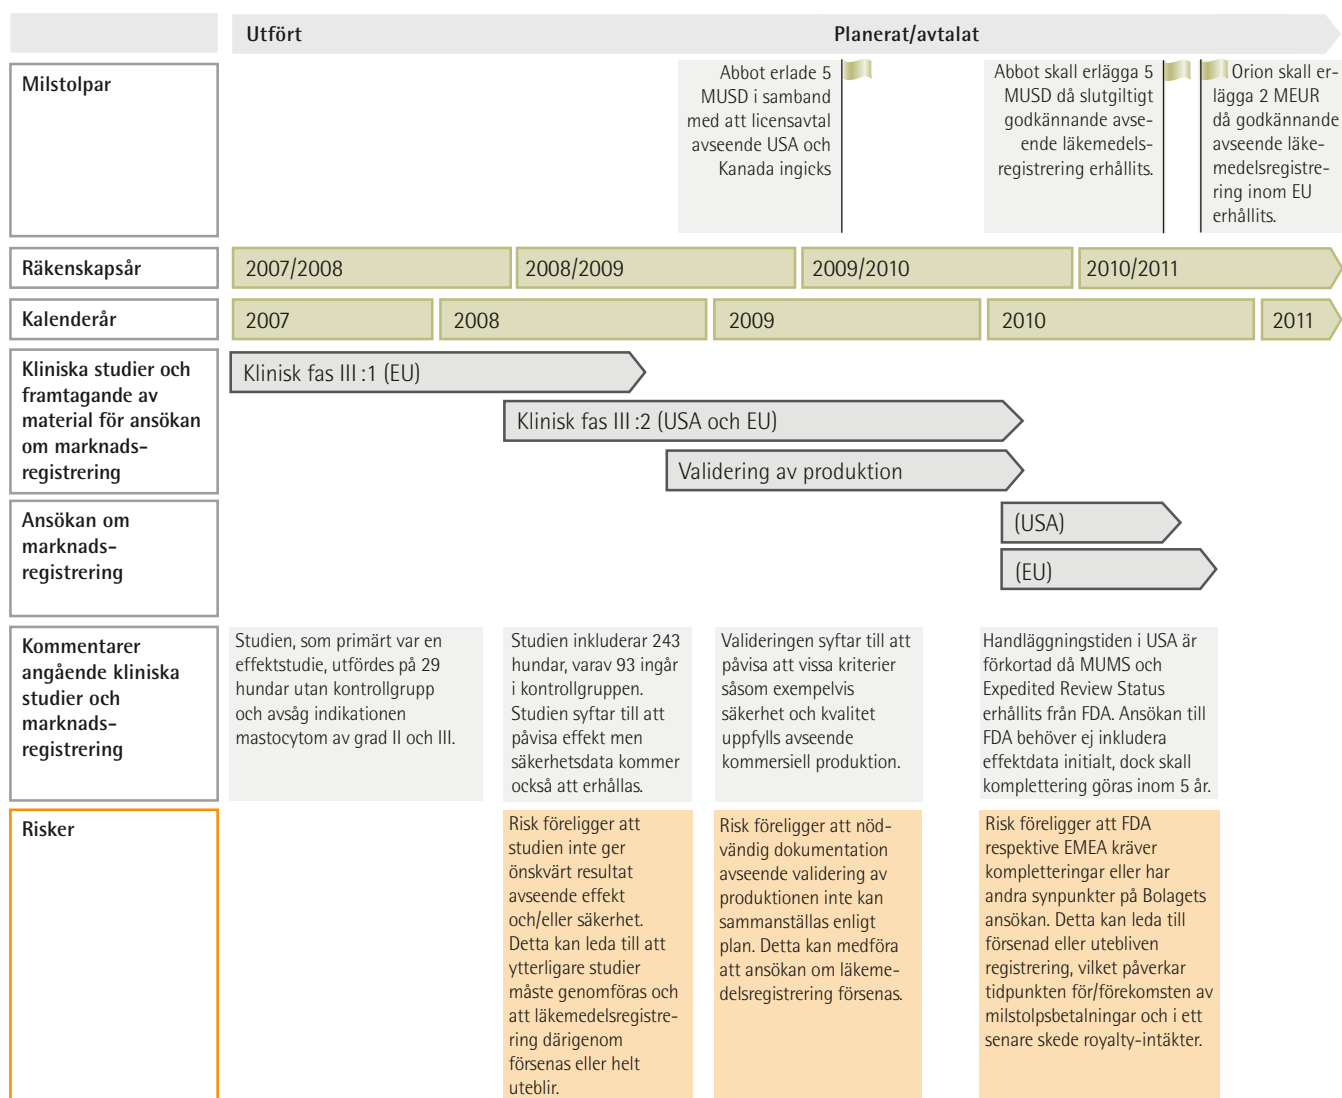 Utfört
Planerat/avtalat
Milstolpar
Abbot erlade 5
MUSD i samband
med att licensavtal
avseende USA och
Kanada ingicks
Abbot skall erlägga 5
MUSD då slutgiltigt
godkännande avse-
ende läkemedels-
registrering erhållits.
Orion skall er-
lägga 2 MEUR
då godkännande
avseende läke-
medelsregistre-
ring inom EU
erhållits.
Räkenskapsår
2007/2008
2008/2009
2009/2010
2010/2011
Kalenderår
2007
2008
2009
2010
2011
Kliniska studier och
framtagande av
material för ansökan
om marknads-
registrering
Klinisk fas III :1 (EU)
Klinisk fas III :2 (USA och EU)
Validering av produktion
Ansökan om
marknads-
registrering
(USA)
(EU)
Kommentarer
angående kliniska
studier och
marknads-
registrering
Studien, som primärt var en
effektstudie, utfördes på 29
hundar utan kontrollgrupp
och avsåg indikationen
mastocytom av grad II och III.
Studien inkluderar 243
hundar, varav 93 ingår
i kontrollgruppen.
Studien syftar till att
påvisa effekt men
säkerhetsdata kommer
också att erhållas.
Valideringen syftar till att
påvisa att vissa kriterier
såsom exempelvis
säkerhet och kvalitet
uppfylls avseende
kommersiell produktion.
Handläggningstiden i USA är
förkortad då MUMS och
Expedited Review Status
erhållits från FDA. Ansökan till
FDA behöver ej inkludera
effektdata initialt, dock skall
komplettering göras inom 5 år.
Risker
Risk föreligger att
studien inte ger
önskvärt resultat
avseende effekt
och/eller säkerhet.
Detta kan leda till att
ytterligare studier
måste genomföras och
att läkemedelsregistre-
ring därigenom
försenas eller helt
uteblir.
Risk föreligger att nöd-
vändig dokumentation
avseende validering av
produktionen inte kan
sammanställas enligt
plan. Detta kan medföra
att ansökan om läkeme-
delsregistrering försenas.
Risk föreligger att FDA
respektive EMEA kräver
kompletteringar eller har
andra synpunkter på Bolagets
ansökan. Detta kan leda till
försenad eller utebliven
registrering, vilket påverkar
tidpunkten för/förekomsten av
milstolpsbetalningar och i ett
senare skede royalty-intäkter.